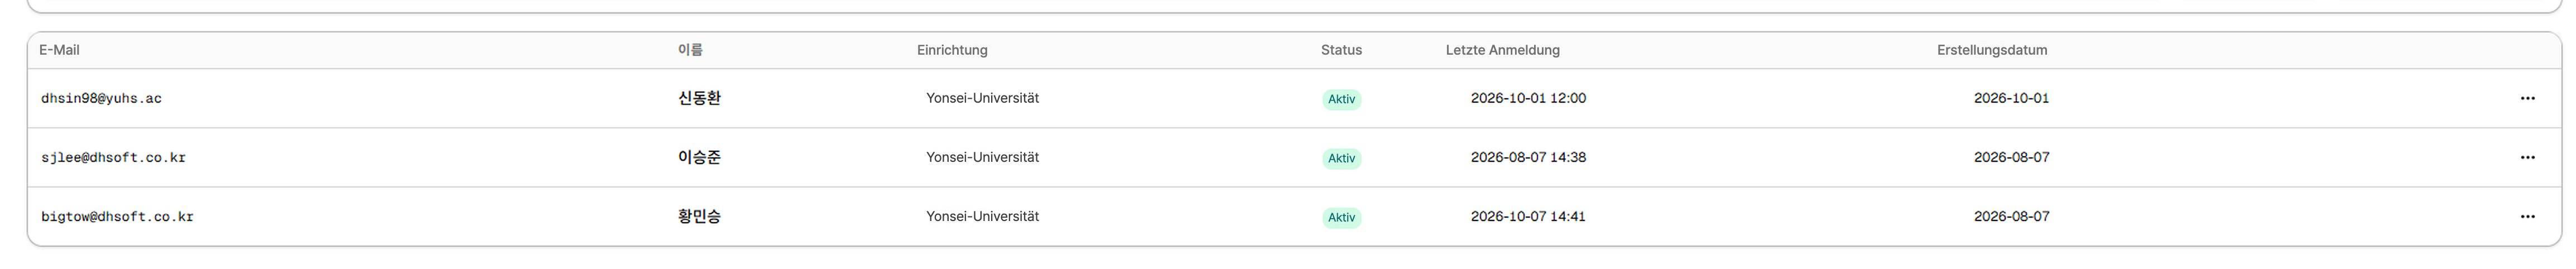 E-Mail 이름 Einrichtung Status Letzte Anmeldung Erstellungsdatum
dhsin98@yuhs.ac 신동환 Yonsei-Universität Aktiv 2026-10-01 12:00 2026-10-01 ···
sjlee@dhsoft.co.kr 이승준 Yonsei-Universität Aktiv 2026-08-07 14:38 2026-08-07 ···
bigtow@dhsoft.co.kr 황민승 Yonsei-Universität Aktiv 2026-10-07 14:41 2026-08-07 ···